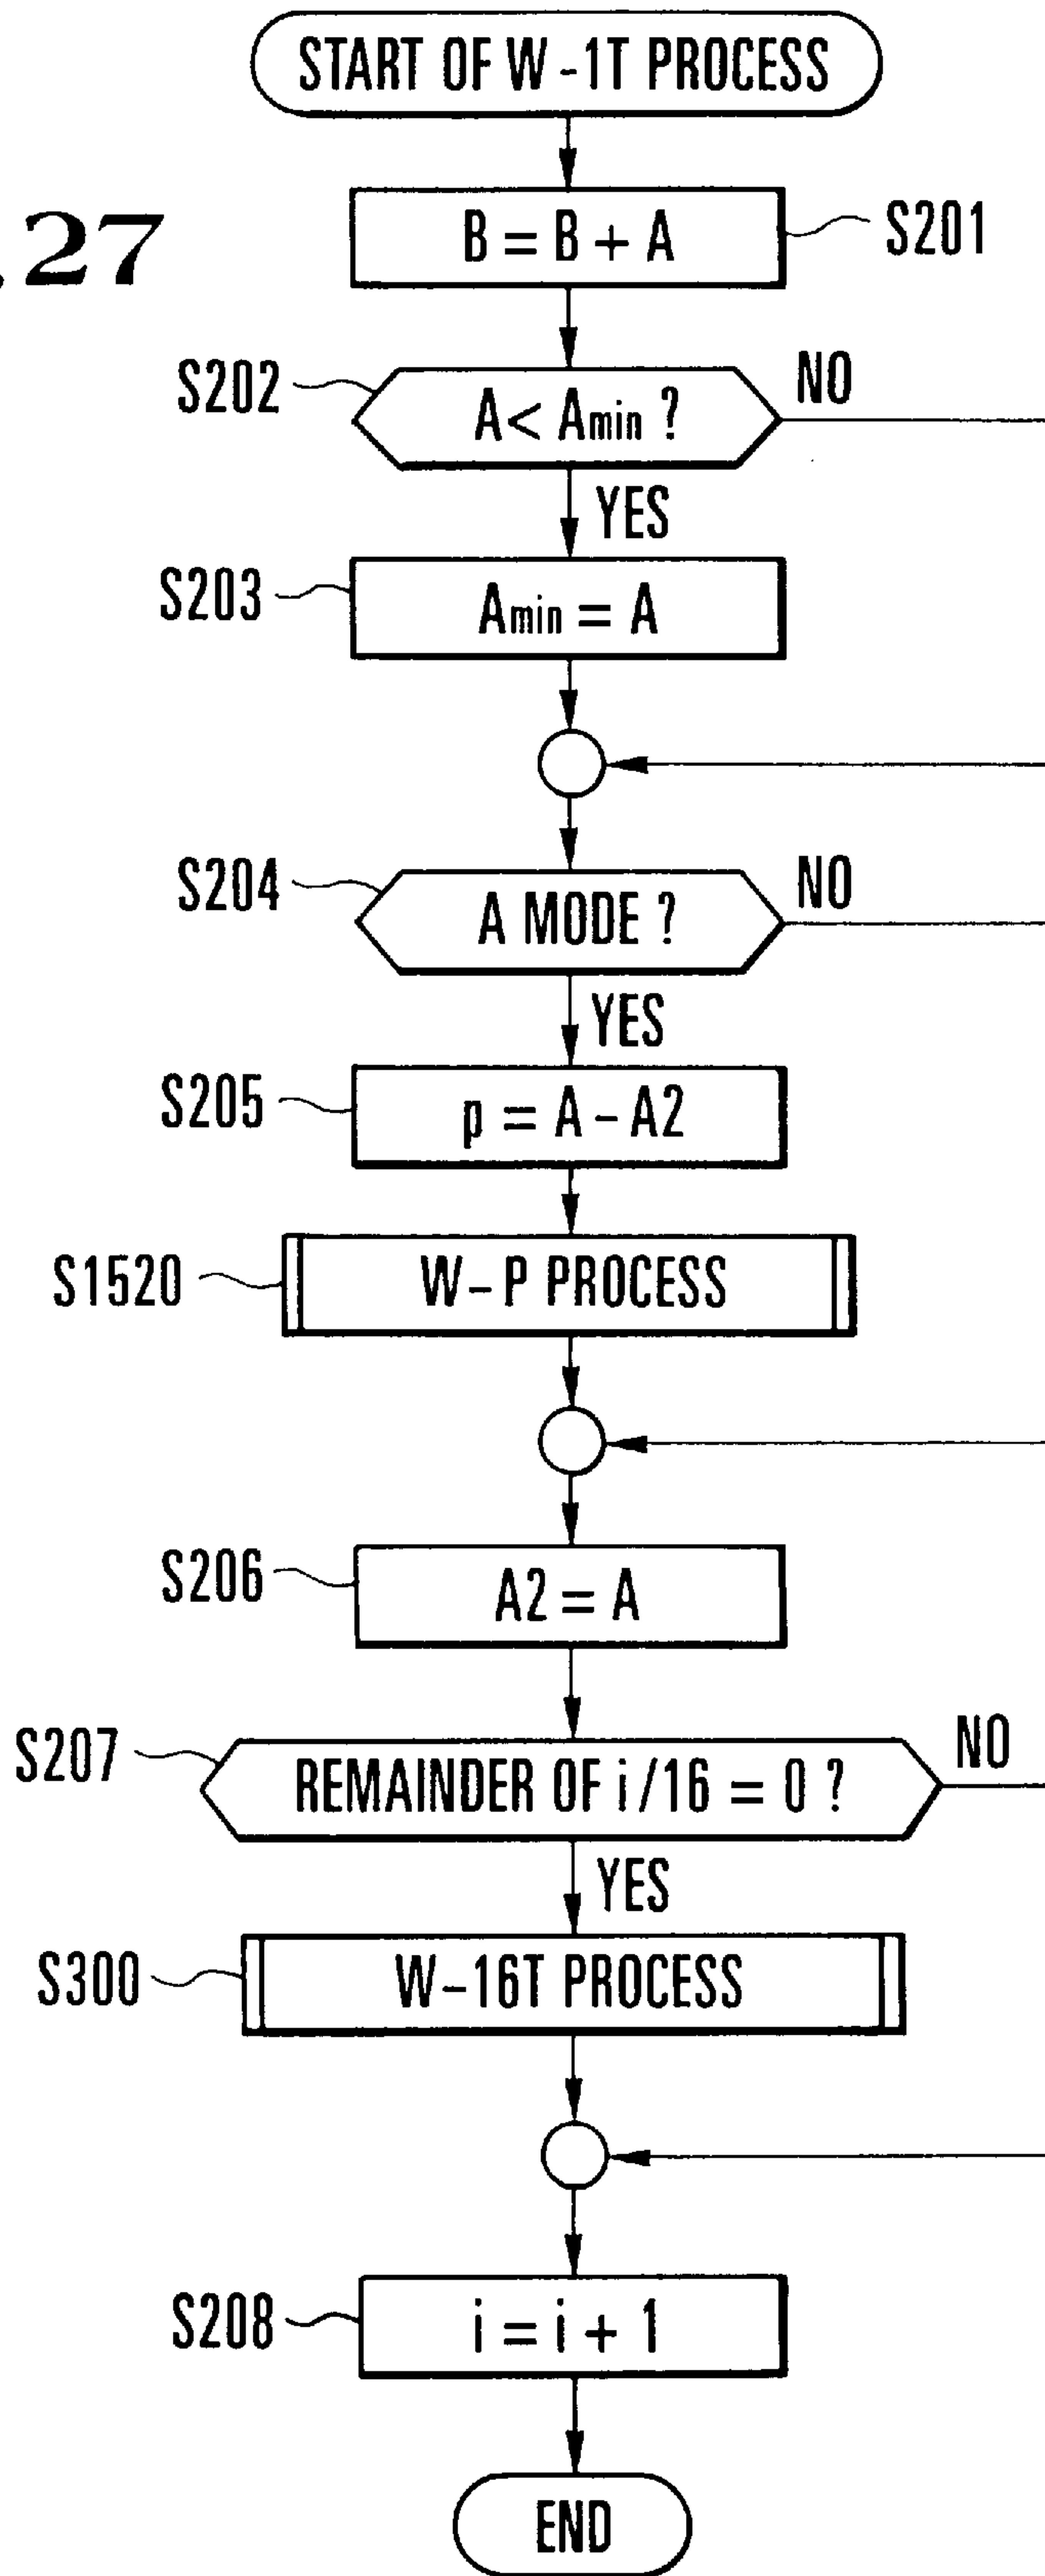 START OF W-1T PROCESS
. 27
B = B + A
S201
S202
A < Amin ?
NO
YES
S203
Amin = A
S204
A MODE ?
NO
YES
S205
p = A - A2
S1520
W-P PROCESS
S206
A2 = A
S207
REMAINDER OF i/16 = 0 ?
NO
YES
S300
W-16T PROCESS
S208
i = i + 1
END